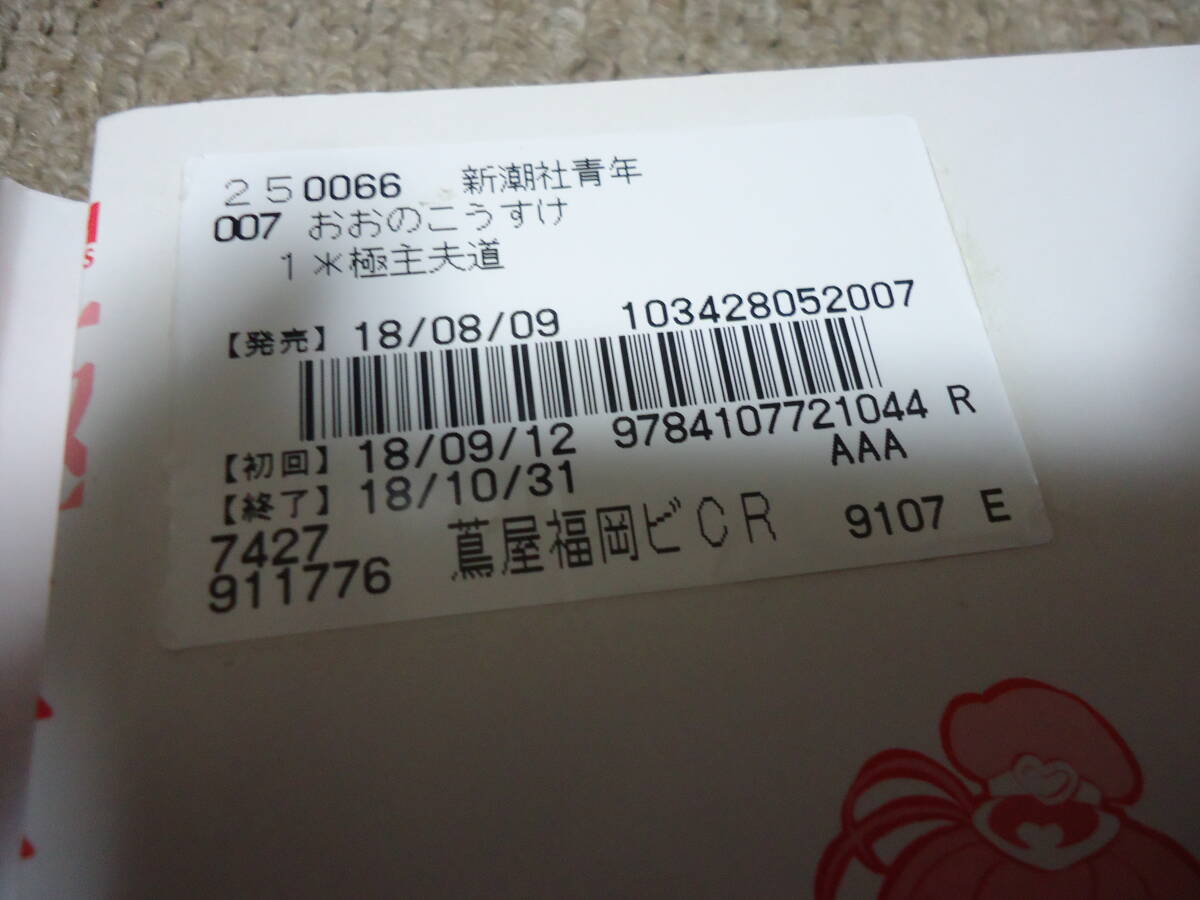 250066 新潮社青年
007 おおのこうすけ
1*極主夫道
【発売】 18/08/09 103428052007
【初回】 18/09/12 9784107721044 R
【終了】 18/10/31 AAA
7427
911776 蔦屋福岡ビCR 9107 E
S